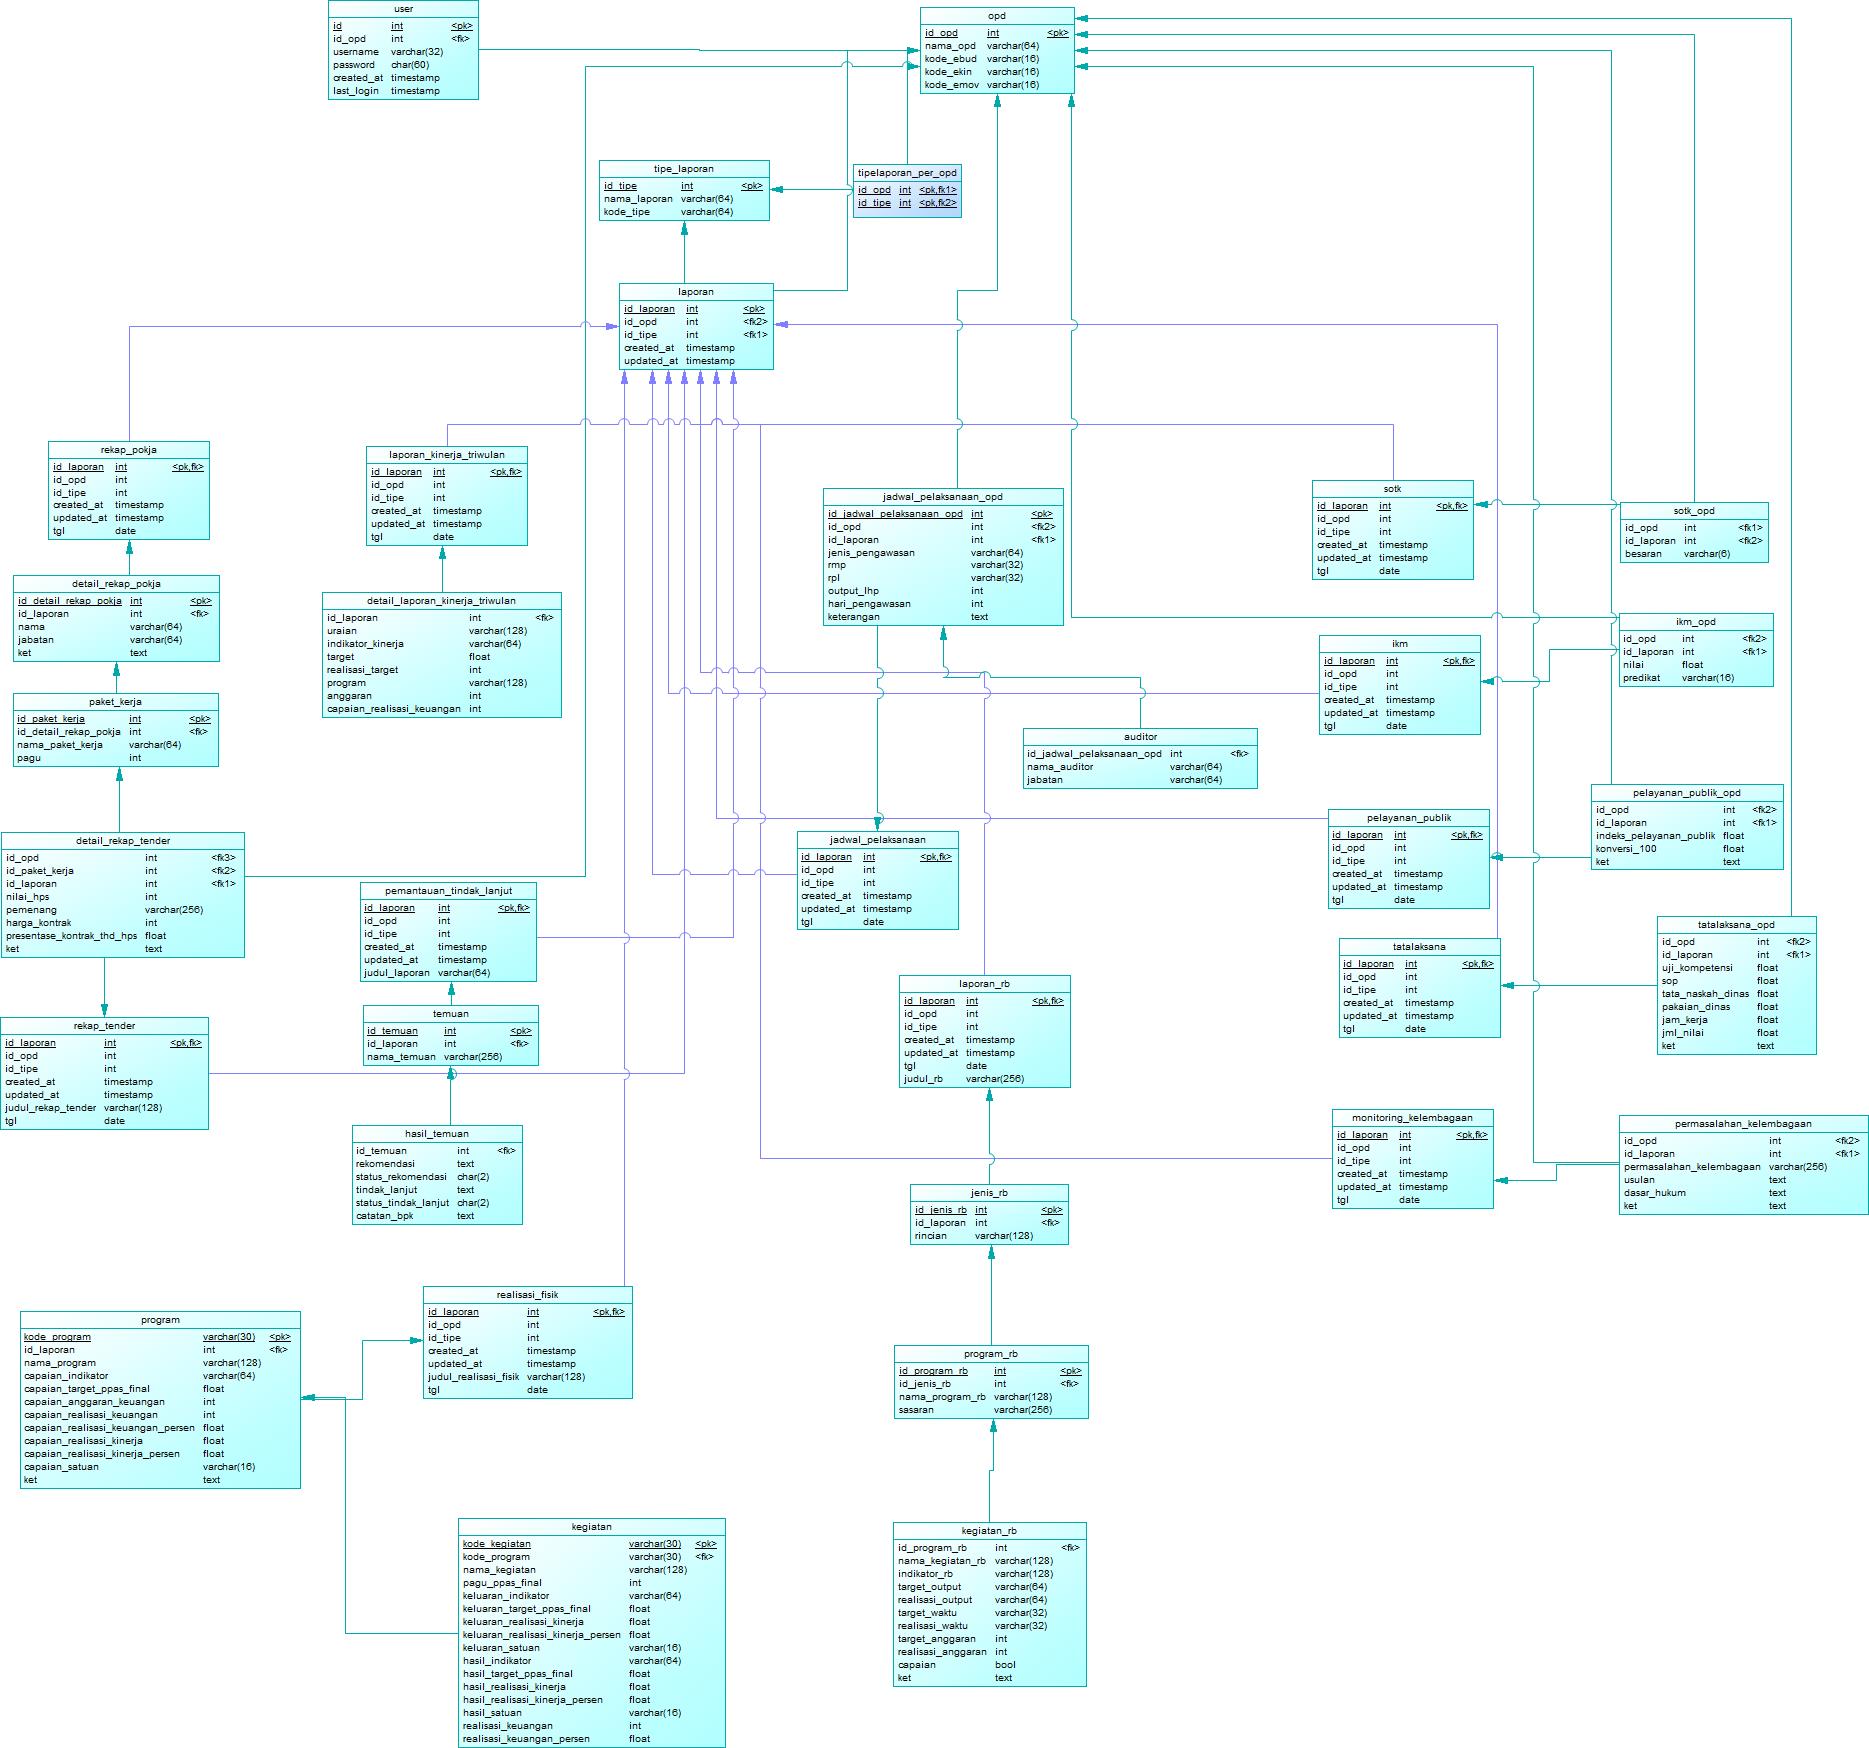 user
id int <pk>
id_opd int <fk>
username varchar(32)
password char(60)
created_at timestamp
last_login timestamp
opd
id_opd int <pk>
nama_opd varchar(64)
kode_ebud varchar(16)
kode_ekin varchar(16)
kode_emov varchar(16)
tipe_laporan
id_tipe int <pk>
nama_laporan varchar(64)
kode_tipe varchar(64)
tipelaporan_per_opd
id_opd int <pk,fk1>
id_tipe int <pk,fk2>
laporan
id_laporan int <pk>
id_opd int <fk2>
id_tipe int <fk1>
created_at timestamp
updated_at timestamp
rekap_pokja
id_laporan int <pk,fk>
id_opd int
id_tipe int
created_at timestamp
updated_at timestamp
tgl date
laporan_kinerja_triwulan
id_laporan int <pk,fk>
id_opd int
id_tipe int
created_at timestamp
updated_at timestamp
tgl date
jadwal_pelaksanaan_opd
id_jadwal_pelaksanaan_opd int <pk>
id_opd int <fk2>
id_laporan int <fk1>
jenis_pengawasan varchar(64)
rmp varchar(32)
rpl varchar(32)
output_lhp int
hari_pengawasan int
keterangan text
sotk
id_laporan int <pk,fk>
id_opd int
id_tipe int
created_at timestamp
updated_at timestamp
tgl date
sotk_opd
id_opd int <fk1>
id_laporan int <fk2>
besaran varchar(6)
detail_rekap_pokja
id_detail_rekap_pokja int <pk>
id_laporan int <fk>
nama varchar(64)
jabatan varchar(64)
ket text
detail_laporan_kinerja_triwulan
id_laporan int <fk>
uraian varchar(128)
indikator_kinerja varchar(64)
target float
realisasi_target int
program varchar(128)
anggaran int
capaian_realisasi_keuangan int
ikm
id_laporan int <pk,fk>
id_opd int
id_tipe int
created_at timestamp
updated_at timestamp
tgl date
ikm_opd
id_opd int <fk2>
id_laporan int <fk1>
nilai float
predikat varchar(16)
paket_kerja
id_paket_kerja int <pk>
id_detail_rekap_pokja int <fk>
nama_paket_kerja varchar(64)
pagu int
auditor
id_jadwal_pelaksanaan_opd int <fk>
nama_auditor varchar(64)
jabatan varchar(64)
pelayanan_publik
id_laporan int <pk,fk>
id_opd int
id_tipe int
created_at timestamp
updated_at timestamp
tgl date
pelayanan_publik_opd
id_opd int <fk2>
id_laporan int <fk1>
indeks_pelayanan_publik float
konversi_100 float
ket text
detail_rekap_tender
id_opd int <fk3>
id_paket_kerja int <fk2>
id_laporan int <fk1>
nilai_hps int
pemenang varchar(256)
harga_kontrak int
presentase_kontrak_thd_hps float
ket text
pemantauan_tindak_lanjut
id_laporan int <pk,fk>
id_opd int
id_tipe int
created_at timestamp
updated_at timestamp
judul_laporan varchar(64)
jadwal_pelaksanaan
id_laporan int <pk,fk>
id_opd int
id_tipe int
created_at timestamp
updated_at timestamp
tgl date
tatalaksana
id_laporan int <pk,fk>
id_opd int
id_tipe int
created_at timestamp
updated_at timestamp
tgl date
tatalaksana_opd
id_opd int <fk2>
id_laporan int <fk1>
uji_kompetensi float
sop float
tata_naskah_dinas float
pakaian_dinas float
jam_kerja float
jml_nilai float
ket text
rekap_tender
id_laporan int <pk,fk>
id_opd int
id_tipe int
created_at timestamp
updated_at timestamp
judul_rekap_tender varchar(128)
tgl date
temuan
id_temuan int <pk>
id_laporan int <fk>
nama_temuan varchar(256)
laporan_rb
id_laporan int <pk,fk>
id_opd int
id_tipe int
created_at timestamp
updated_at timestamp
tgl date
judul_rb varchar(256)
hasil_temuan
id_temuan int <fk>
rekomendasi text
status_rekomendasi char(2)
tindak_lanjut text
status_tindak_lanjut char(2)
catatan_bpk text
jenis_rb
id_jenis_rb int <pk>
id_laporan int <fk>
rincian varchar(128)
monitoring_kelembagaan
id_laporan int <pk,fk>
id_opd int
id_tipe int
created_at timestamp
updated_at timestamp
tgl date
permasalahan_kelembagaan
id_opd int <fk2>
id_laporan int <fk1>
permasalahan_kelembagaan varchar(256)
usulan text
dasar_hukum text
ket text
program
kode_program varchar(30) <pk>
id_laporan int <fk>
nama_program varchar(128)
capaian_indikator varchar(64)
capaian_target_ppas_final float
capaian_anggaran_keuangan int
capaian_realisasi_keuangan int
capaian_realisasi_keuangan_persen float
capaian_realisasi_kinerja float
capaian_realisasi_kinerja_persen float
capaian_satuan varchar(16)
ket text
realisasi_fisik
id_laporan int <pk,fk>
id_opd int
id_tipe int
created_at timestamp
updated_at timestamp
judul_realisasi_fisik varchar(128)
tgl date
program_rb
id_program_rb int <pk>
id_jenis_rb int <fk>
nama_program_rb varchar(128)
sasaran varchar(256)
kegiatan
kode_kegiatan varchar(30) <pk>
kode_program varchar(30) <fk>
nama_kegiatan varchar(128)
pagu_ppas_final int
keluaran_indikator varchar(64)
keluaran_target_ppas_final float
keluaran_realisasi_kinerja float
keluaran_realisasi_kinerja_persen float
keluaran_satuan varchar(16)
hasil_indikator varchar(64)
hasil_target_ppas_final float
hasil_realisasi_kinerja float
hasil_realisasi_kinerja_persen float
hasil_satuan varchar(16)
realisasi_keuangan int
realisasi_keuangan_persen float
kegiatan_rb
id_program_rb int <fk>
nama_kegiatan_rb varchar(128)
indikator_rb varchar(128)
target_output varchar(64)
realisasi_output varchar(64)
target_waktu varchar(32)
realisasi_waktu varchar(32)
target_anggaran int
realisasi_anggaran int
capaian bool
ket text